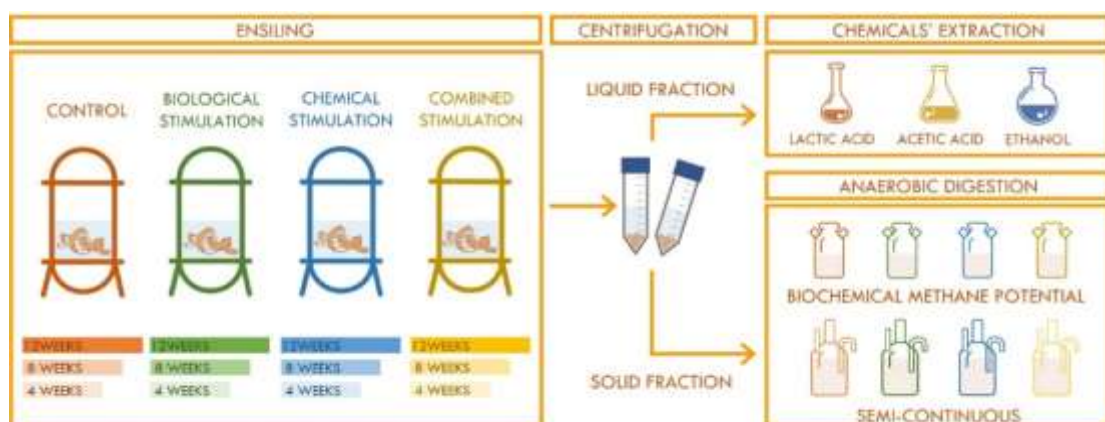 ENSILING
CONTROL
BIOLOGICAL
STIMULATION
CHEMICAL
STIMULATION
COMBINED
STIMULATION
12WEEKS
8 WEEKS
4 WEEKS
12WEEKS
8 WEEKS
4 WEEKS
12WEEKS
8 WEEKS
4 WEEKS
12WEEKS
8 WEEKS
4 WEEKS
CENTRIFUGATION
LIQUID FRACTION
SOLID FRACTION
CHEMICALS' EXTRACTION
LACTIC ACID
ACETIC ACID
ETHANOL
ANAEROBIC DIGESTION
BIOCHEMICAL METHANE POTENTIAL
SEMI-CONTINUOUS